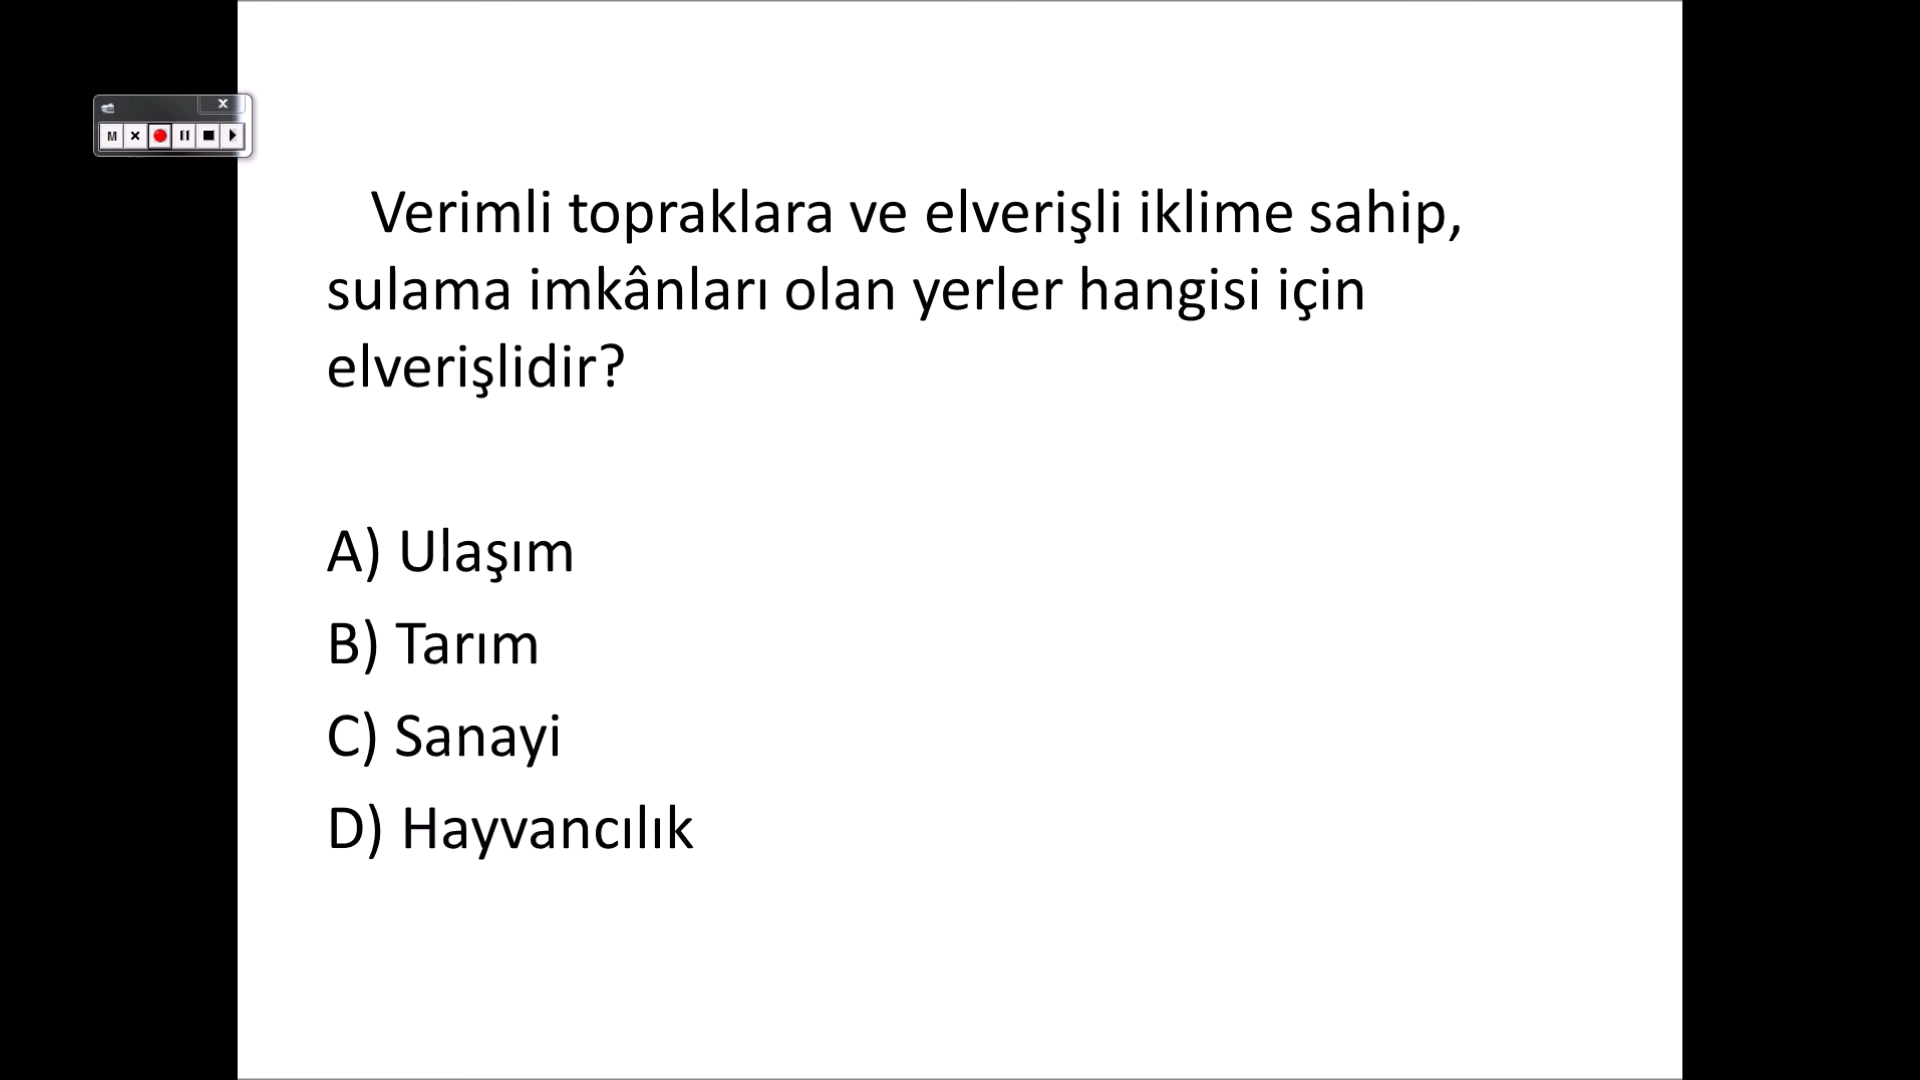 M
Verimli topraklara ve elverişli iklime sahip,
sulama imkânları olan yerler hangisi için
elverişlidir?
A) Ulaşım
B) Tarım
C) Sanayi
D) Hayvancılık